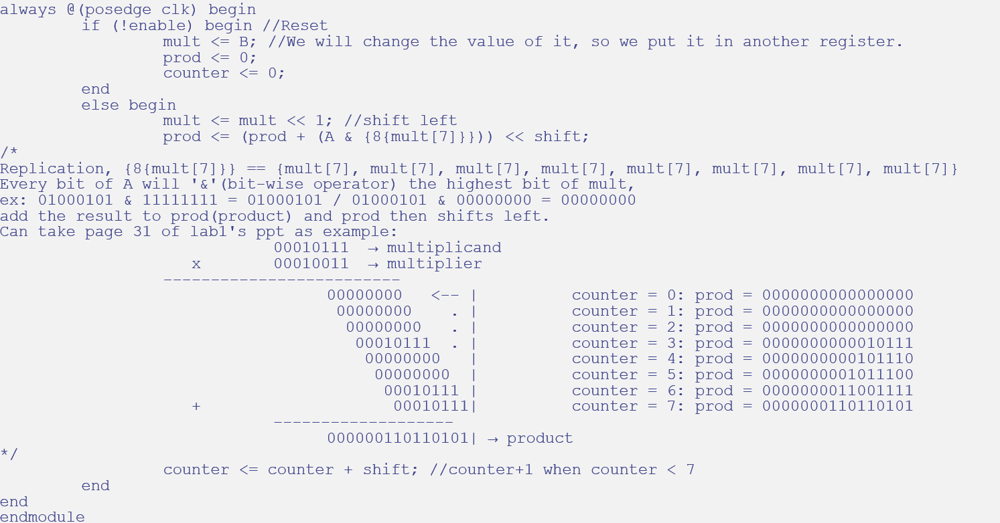 always @(posedge clk) begin
if (!enable) begin //Reset
mult <= B; //We will change the value of it, so we put it in another register.
prod <= 0;
counter <= 0;
end
else begin
mult <= mult << 1; //shift left
prod <= (prod + (A & {8{mult[7]}})) << shift;
/*
Replication, {8{mult[7]}} == {mult[7], mult[7], mult[7], mult[7], mult[7], mult[7], mult[7], mult[7]}
Every bit of A will '&'(bit-wise operator) the highest bit of mult,
ex: 01000101 & 11111111 = 01000101 / 01000101 & 00000000 = 00000000
add the result to prod(product) and prod then shifts left.
Can take page 31 of lab1's ppt as example:
00010111 → multiplicand
x 00010011 → multiplier
-------------------------
00000000 <-- | counter = 0: prod = 0000000000000000
00000000 . | counter = 1: prod = 0000000000000000
00000000 . | counter = 2: prod = 0000000000000000
00010111 . | counter = 3: prod = 0000000000010111
00000000 | counter = 4: prod = 0000000000101110
00000000 | counter = 5: prod = 0000000001011100
00010111 | counter = 6: prod = 0000000011001111
+ 00010111| counter = 7: prod = 0000000110110101
-------------------
000000110110101| → product
*/
counter <= counter + shift; //counter+1 when counter < 7
end
end
endmodule